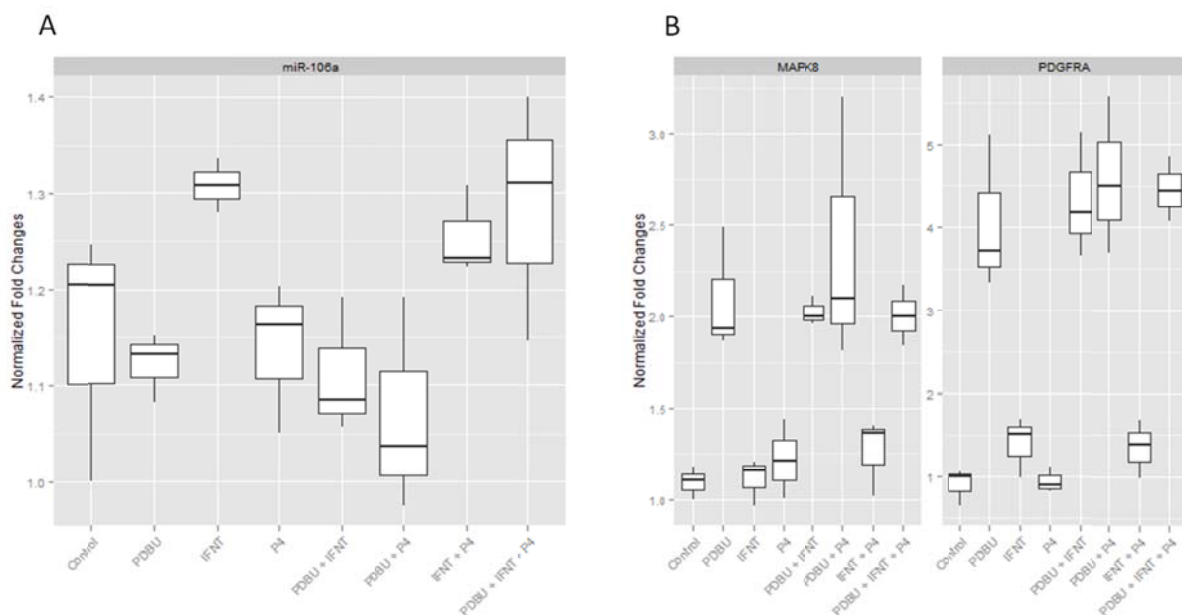 A
miR-106a
Normalized Fold Changes
1.4
1.3
1.2
1.1
1.0
Control
PDBU
IFNT
P4
PDBU + IFNT
PDBU + P4
IFNT + P4
PDBU + IFNT + P4
B
MAPK8
PDGFRA
Normalized Fold Changes
3.0
2.5
2.0
1.5
1.0
5
4
3
2
1
Control
PDBU
IFNT
P4
PDBU + IFNT
PDBU + P4
IFNT + P4
PDBU + IFNT + P4
Control
PDBU
IFNT
P4
PDBU + IFNT
PDBU + P4
IFNT + P4
PDBU + IFNT + P4